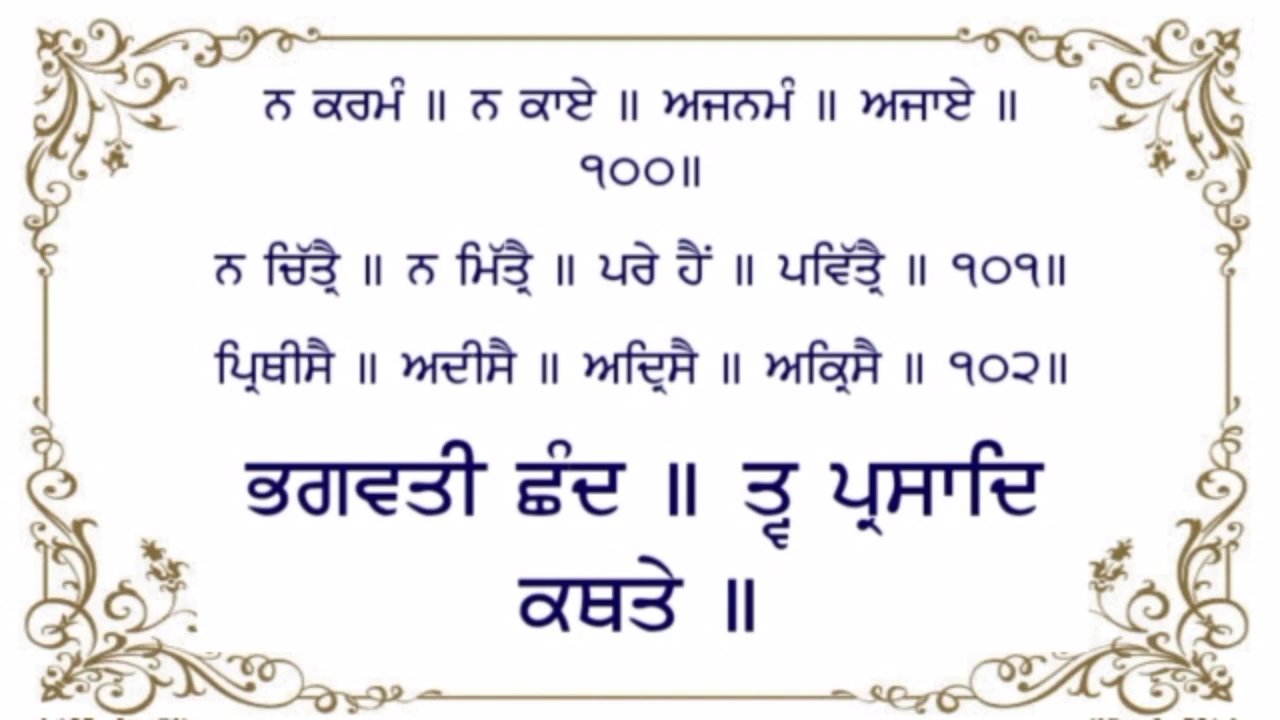 ਨ ਕਰਮੰ ॥ ਨ ਕਾਏ ॥ ਅਜਨਮੰ ॥ ਅਜਾਏ ॥
੧੦੦॥
ਨ ਚਿੱਤ੍ਰੈ ॥ ਨ ਮਿੱਤ੍ਰੈ ॥ ਪਰੇ ਹੈਂ ॥ ਪਵਿੱਤ੍ਰੈ ॥ ੧੦੧॥
ਪ੍ਰਿਥੀਸੈ ॥ ਅਦੀਸੈ ॥ ਅਦ੍ਰਿਸੈ ॥ ਅਕ੍ਰਿਸੈ ॥ ੧੦੨॥
ਭਗਵਤੀ ਛੰਦ ॥ ਤ੍ਵ ਪ੍ਰਸਾਦਿ
ਕਥਤੇ ॥